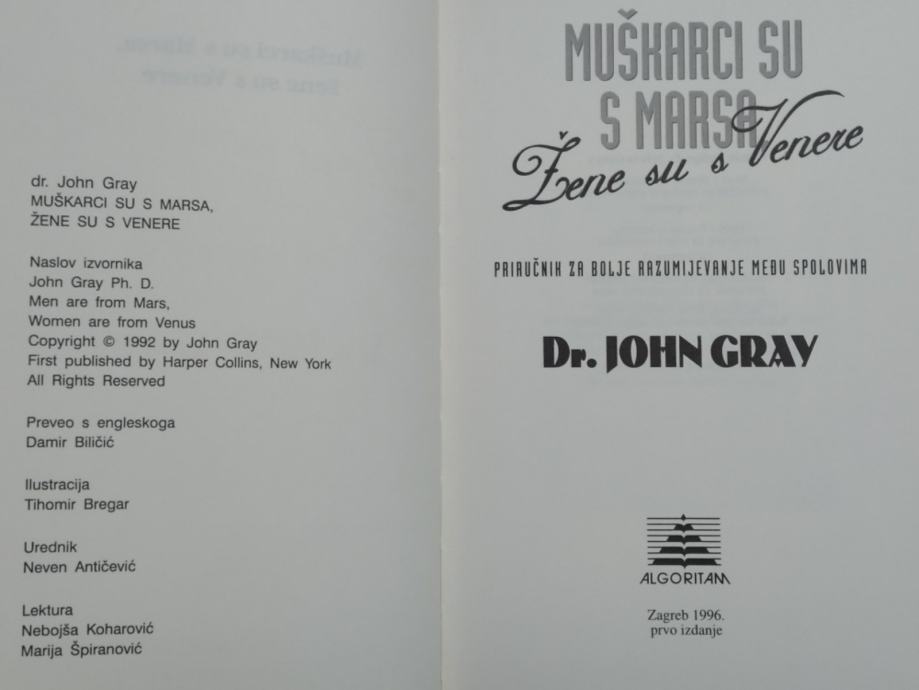 dr. John Gray
MUŠKARCI SU S MARSA,
ŽENE SU S VENERE
Naslov izvornika
John Gray Ph. D.
Men are from Mars,
Women are from Venus
Copyright © 1992 by John Gray
First published by Harper Collins, New York
All Rights Reserved
Preveo s engleskoga
Damir Biličić
Ilustracija
Tihomir Bregar
Urednik
Neven Antičević
Lektura
Nebojša Koharović
Marija Špiranović
MUŠKARCI SU
S MARSA
Žene su s Venere
PRIRUČNIK ZA BOLJE RAZUMIJEVANJE MEĐU SPOLOVIMA
Dr. JOHN GRAY
ALGORITAM
Zagreb 1996.
prvo izdanje